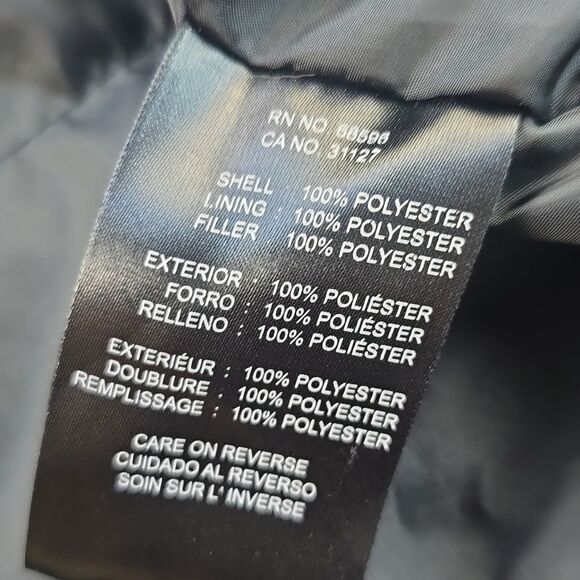 RN NO 66596
CA NO. 31127
SHELL : 100% POLYESTER
LINING : 100% POLYESTER
FILLER : 100% POLYESTER
EXTERIOR : 100% POLIÉSTER
FORRO : 100% POLIÉSTER
RELLENO : 100% POLIÉSTER
EXTERIÉUR : 100% POLYESTER
DOUBLURE : 100% POLYESTER
REMPLISSAGE : 100% POLYESTER
CARE ON REVERSE
CUIDADO AL REVERSO
SOIN SUR L' INVERSE